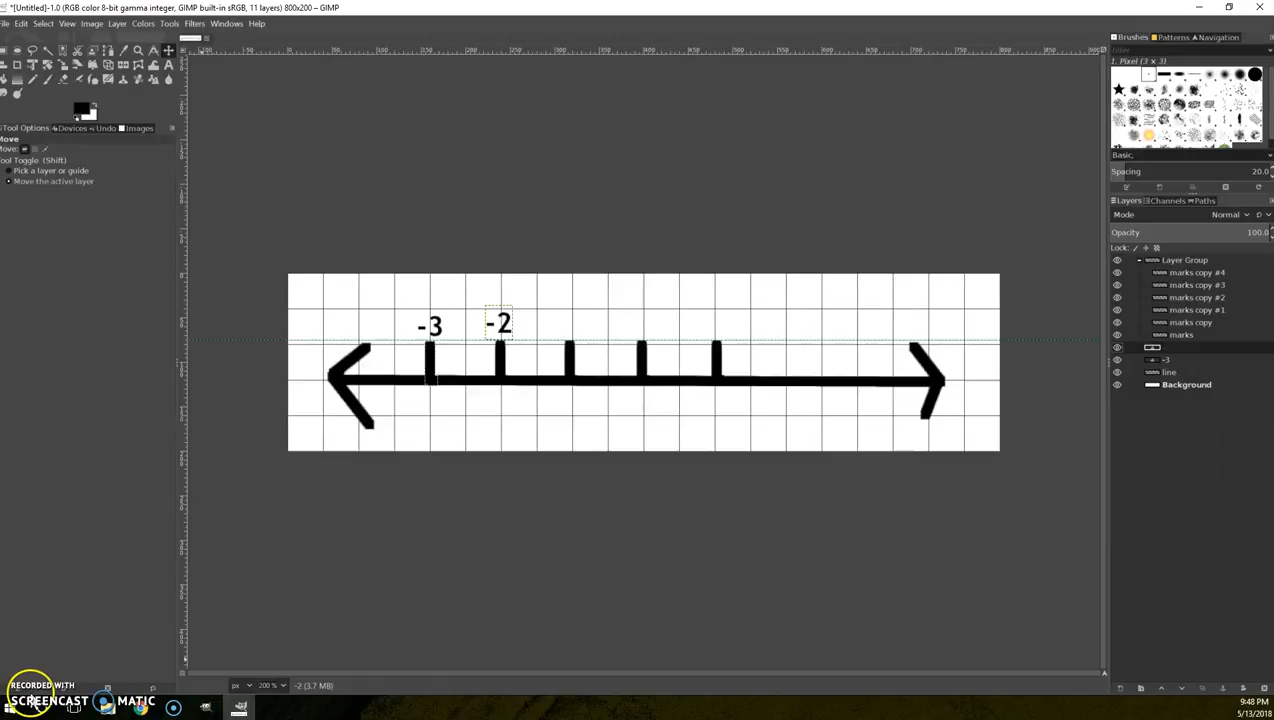 *[Untitled]-1.0 (RGB color 8-bit gamma integer, GIMP built-in sRGB, 11 layers) 800x200 – GIMP
File Edit Select View Image Layer Colors Tools Filters Windows Help
Brushes Patterns Navigation
filter
1. Pixel (3 × 3)
Tool Options Devices Undo Images
Move
Move:
Tool Toggle (Shift)
Pick a layer or guide
Move the active layer
Basic,
Spacing 20.0
Layers Channels Paths
Mode Normal
Opacity 100.0
Lock:
Layer Group
marks copy #4
marks copy #3
marks copy #2
marks copy #1
marks copy
marks
-3
line
Background
-3 -2
px 200 % -2 (3.7 MB)
RECORDED WITH
SCREENCAST MATIC
9:48 PM
5/13/2018